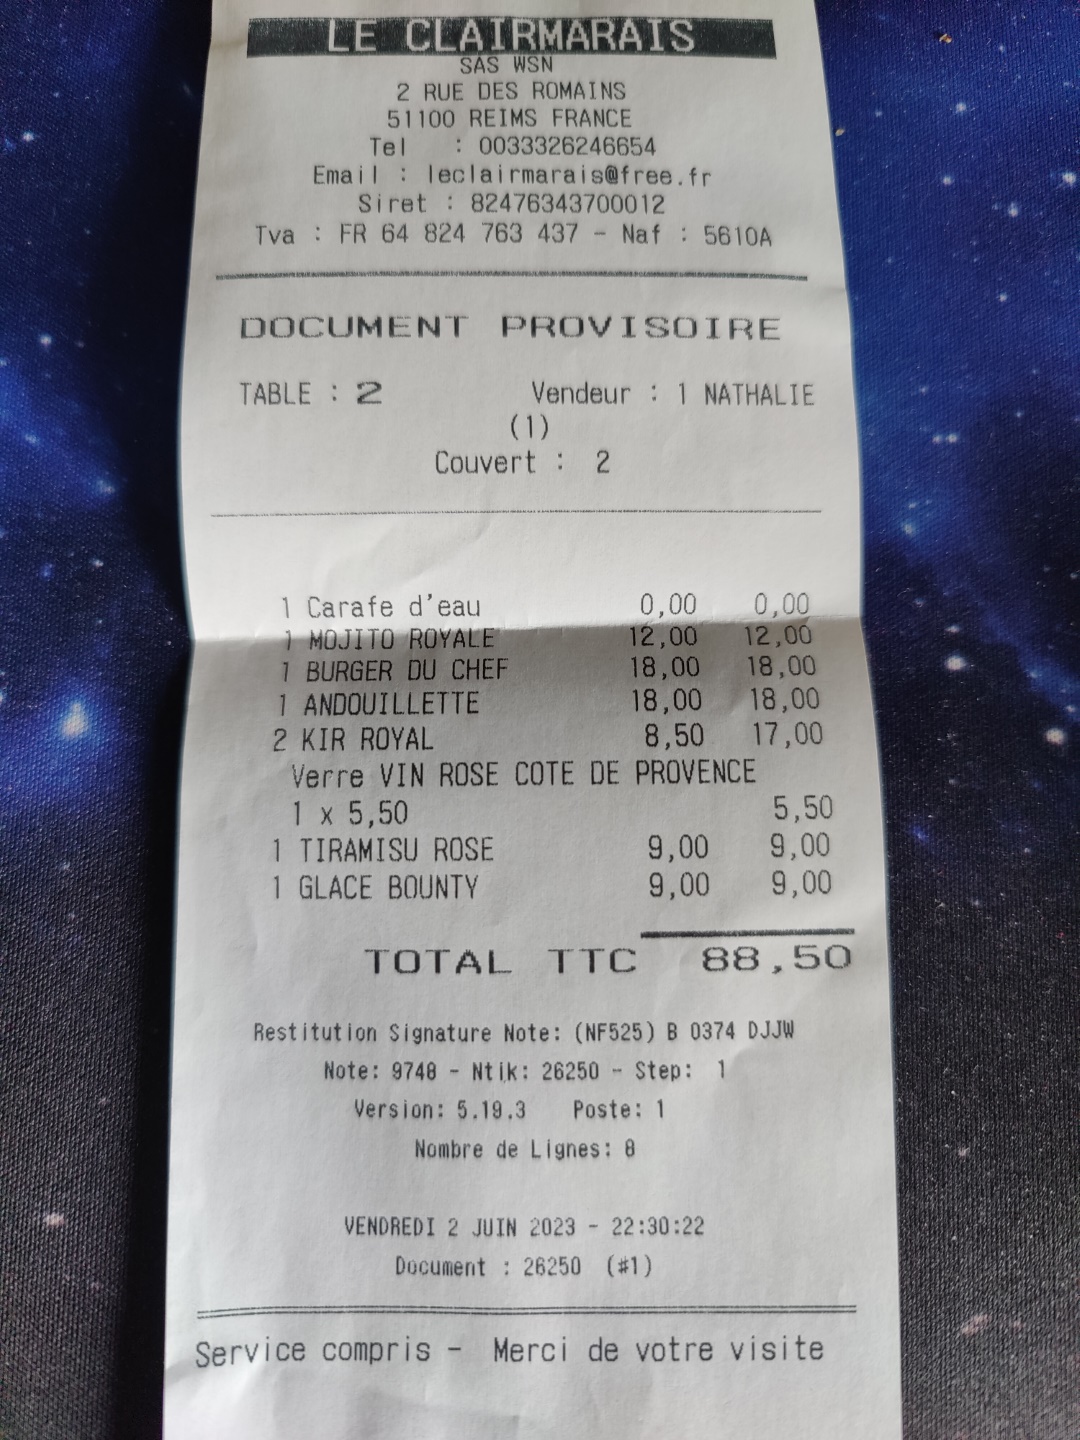 LE CLAIRMARAIS
SAS WSN
2 RUE DES ROMAINS
51100 REIMS FRANCE
Tel : 0033326246654
Email : leclairmarais@free.fr
Siret : 82476343700012
Tva : FR 64 824 763 437 - Naf : 5610A
DOCUMENT PROVISOIRE
TABLE : 2 Vendeur : 1 NATHALIE
(1)
Couvert : 2
1 Carafe d'eau 0,00 0,00
1 MOJITO ROYALE 12,00 12,00
1 BURGER DU CHEF 18,00 18,00
1 ANDOUILLETTE 18,00 18,00
2 KIR ROYAL 8,50 17,00
Verre VIN ROSE COTE DE PROVENCE
1 x 5,50 5,50
1 TIRAMISU ROSE 9,00 9,00
1 GLACE BOUNTY 9,00 9,00
TOTAL TTC 88,50
Restitution Signature Note: (NF525) B 0374 DJJW
Note: 9748 - Ntik: 26250 - Step: 1
Version: 5.19.3 Poste: 1
Nombre de Lignes: 8
VENDREDI 2 JUIN 2023 - 22:30:22
Document : 26250 (#1)
Service compris - Merci de votre visite